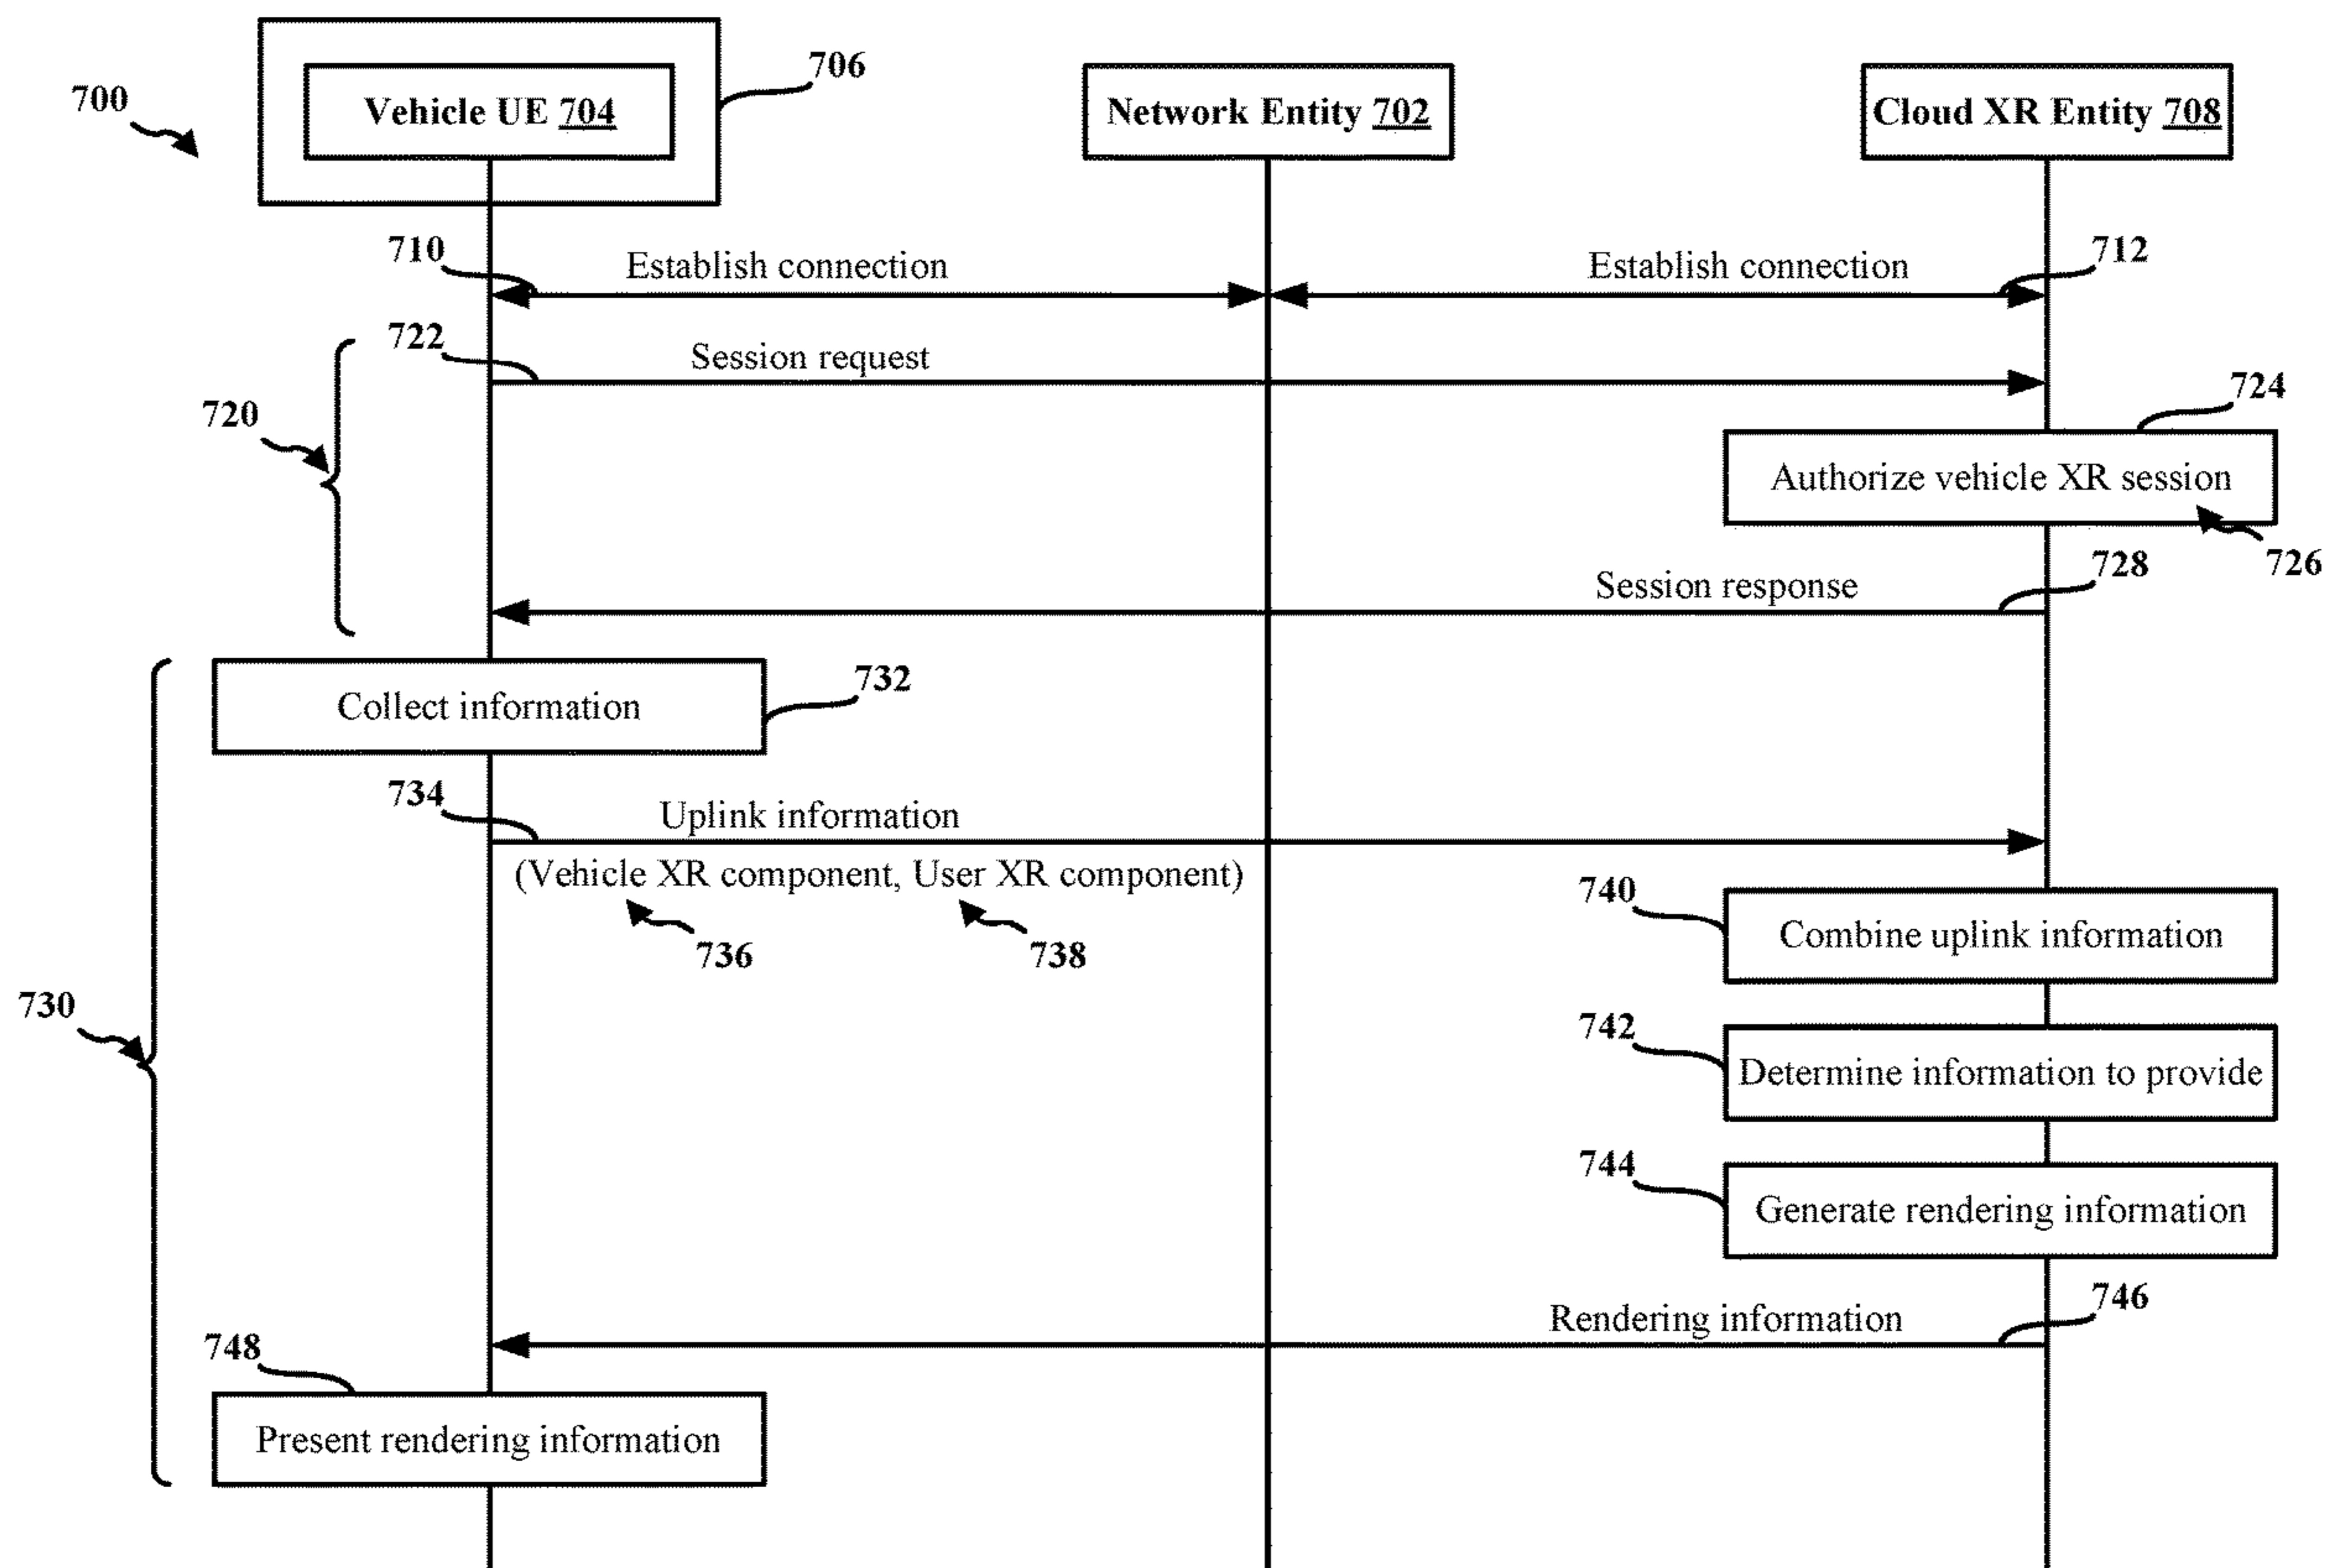 706
700
Vehicle UE 704
Network Entity 702
Cloud XR Entity 708
710
Establish connection
Establish connection
712
722
Session request
720
724
Authorize vehicle XR session
726
Session response
728
Collect information
732
734
Uplink information
(Vehicle XR component, User XR component)
736
738
740
Combine uplink information
730
742
Determine information to provide
744
Generate rendering information
Rendering information
746
748
Present rendering information